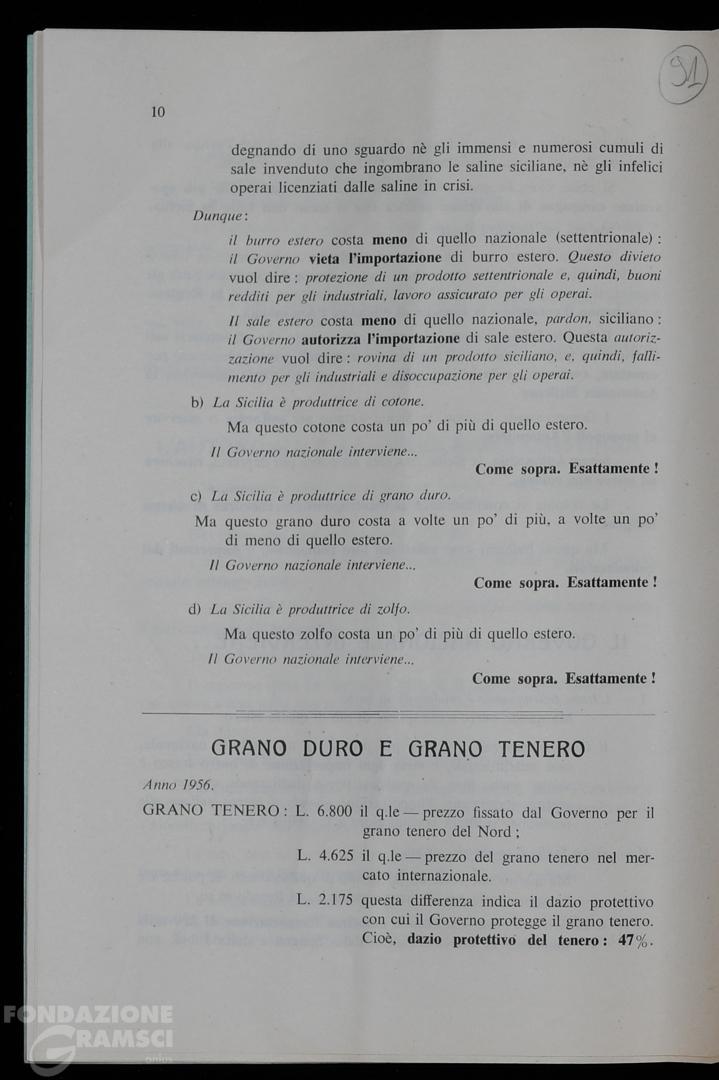 91
10
degnando di uno sguardo nè gli immensi e numerosi cumuli di
sale invenduto che ingombrano le saline siciliane, nè gli infelici
operai licenziati dalle saline in crisi.
Dunque:
il burro estero costa meno di quello nazionale (settentrionale) :
il Governo vieta l'importazione di burro estero. Questo divieto
vuol dire : protezione di un prodotto settentrionale e, quindi, buoni
redditi per gli industriali, lavoro assicurato per gli operai.
Il sale estero costa meno di quello nazionale, pardon, siciliano :
il Governo autorizza l'importazione di sale estero. Questa autoriz-
zazione vuol dire : rovina di un prodotto siciliano, e, quindi, falli-
mento per gli industriali e disoccupazione per gli operai.
b) La Sicilia è produttrice di cotone.
Ma questo cotone costa un po' di più di quello estero.
Il Governo nazionale interviene...
Come sopra. Esattamente !
c) La Sicilia è produttrice di grano duro.
Ma questo grano duro costa a volte un po' di più, a volte un po'
di meno di quello estero.
Il Governo nazionale interviene...
Come sopra. Esattamente !
d) La Sicilia è produttrice di zolfo.
Ma questo zolfo costa un po' di più di quello estero.
Il Governo nazionale interviene...
Come sopra. Esattamente !
GRANO DURO E GRANO TENERO
Anno 1956.
GRANO TENERO : L. 6.800 il q.le — prezzo fissato dal Governo per il
grano tenero del Nord ;
L. 4.625 il q.le — prezzo del grano tenero nel mer-
cato internazionale.
L. 2.175 questa differenza indica il dazio protettivo
con cui il Governo protegge il grano tenero.
Cioè, dazio protettivo del tenero : 47%.
FONDAZIONE
GRAMSCI
onlus